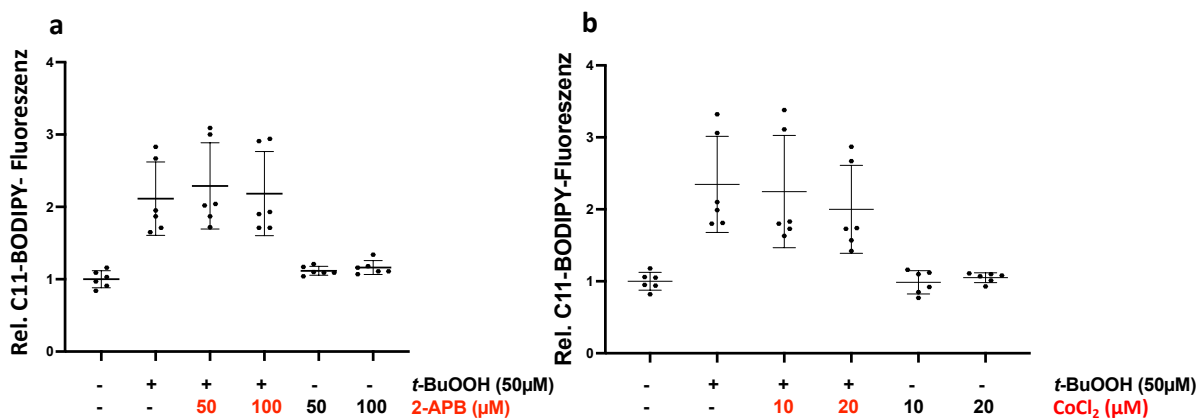 a
Rel. C11-BODIPY- Fluoreszenz
4
3
2
1
0
- + + + - - t-BuOOH (50µM)
- - 50 100 50 100 2-APB (µM)
b
Rel. C11-BODIPY-Fluoreszenz
4
3
2
1
0
- + + + - - t-BuOOH (50µM)
- - 10 20 10 20 CoCl₂ (µM)